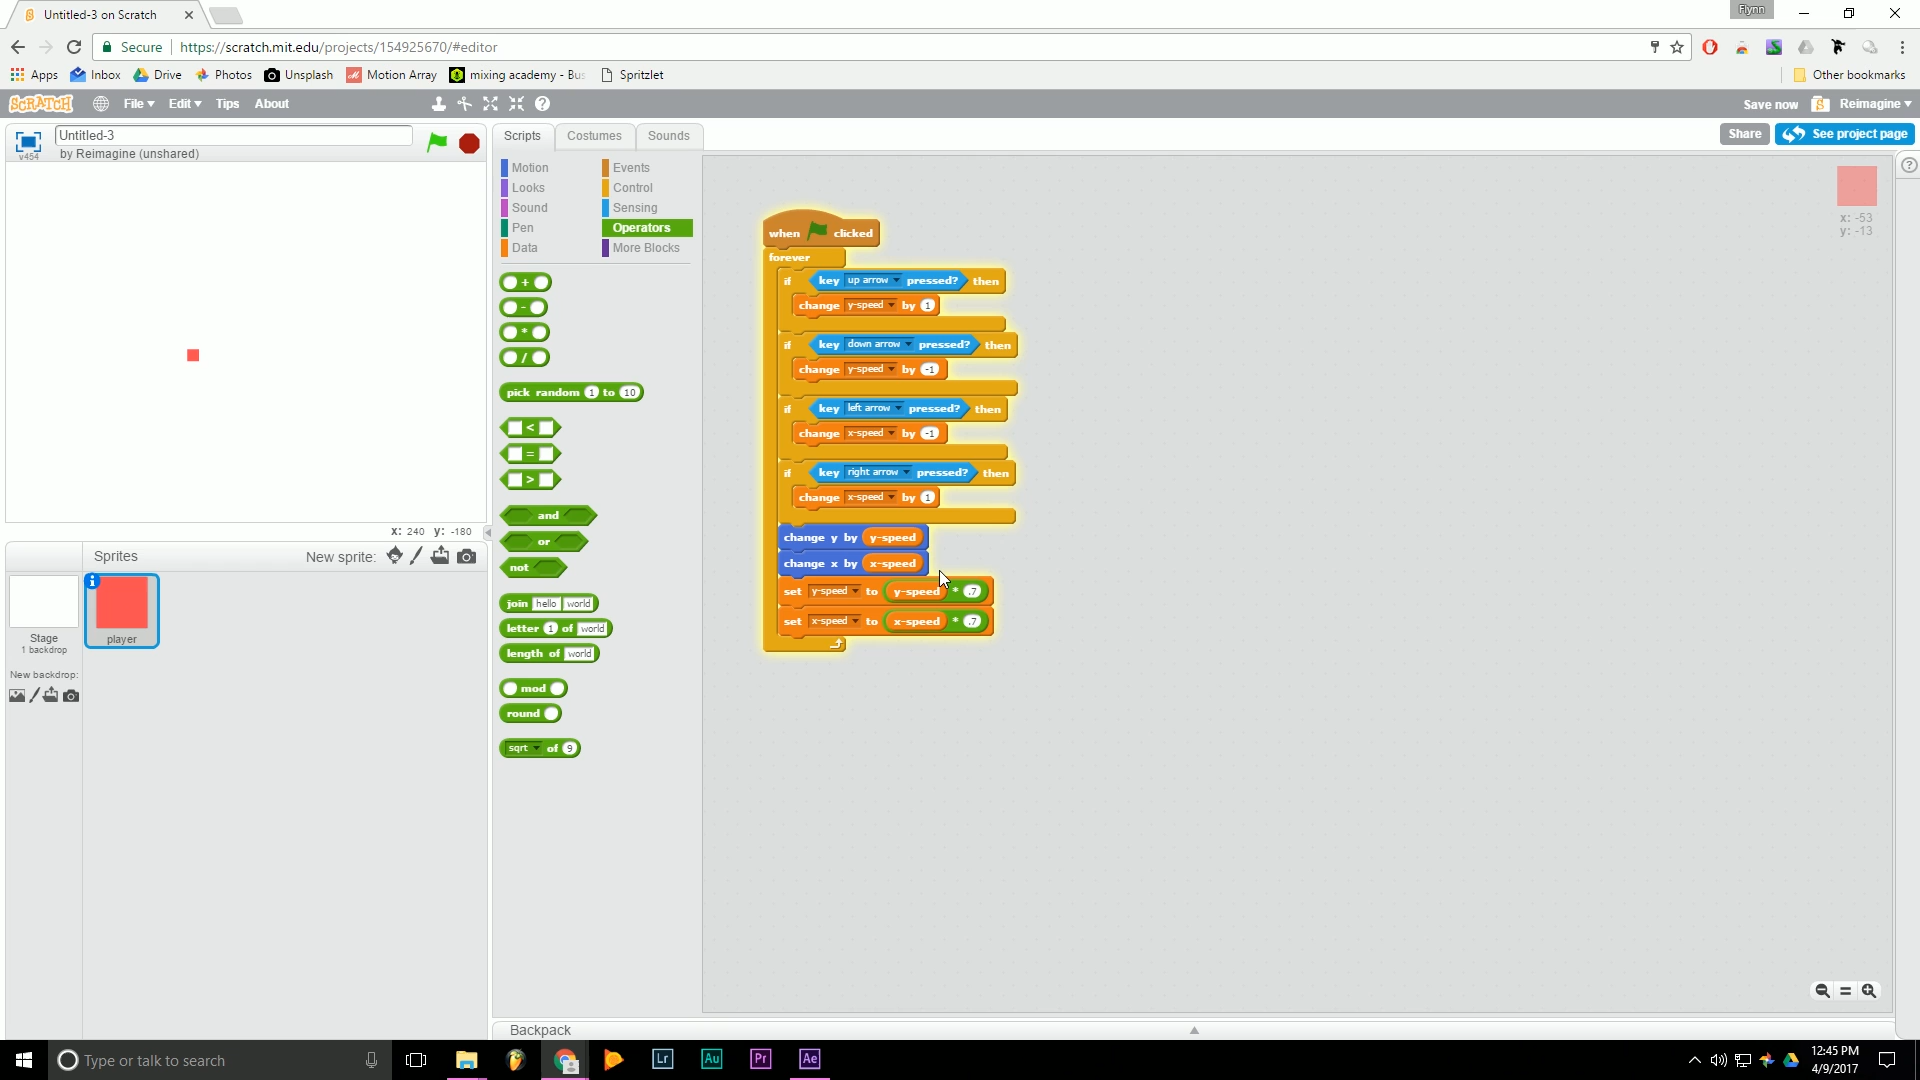 Untitled-3 on Scratch
Flynn
Secure https://scratch.mit.edu/projects/154925670/#editor
Apps Inbox Drive Photos Unsplash Motion Array mixing academy - Bus Spritzlet Other bookmarks
SCRATCH File Edit Tips About Save now Reimagine
v454 Untitled-3
by Reimagine (unshared)
Scripts Costumes Sounds
Share See project page
Motion Events
Looks Control
Sound Sensing
Pen Operators
Data More Blocks
x: -53
y: -13
+
-
*
/
pick random 1 to 10
<
=
>
and
or
not
join hello world
letter 1 of world
length of world
mod
round
sqrt of 9
when clicked
forever
if key up arrow pressed? then
change y-speed by 1
if key down arrow pressed? then
change y-speed by -1
if key left arrow pressed? then
change x-speed by -1
if key right arrow pressed? then
change x-speed by 1
change y by y-speed
change x by x-speed
set y-speed to y-speed * .7
set x-speed to x-speed * .7
x: 240 y: -180
Sprites New sprite:
Stage
1 backdrop
player
New backdrop:
Backpack
Type or talk to search
Lr Au Pr Ae
12:45 PM
4/9/2017